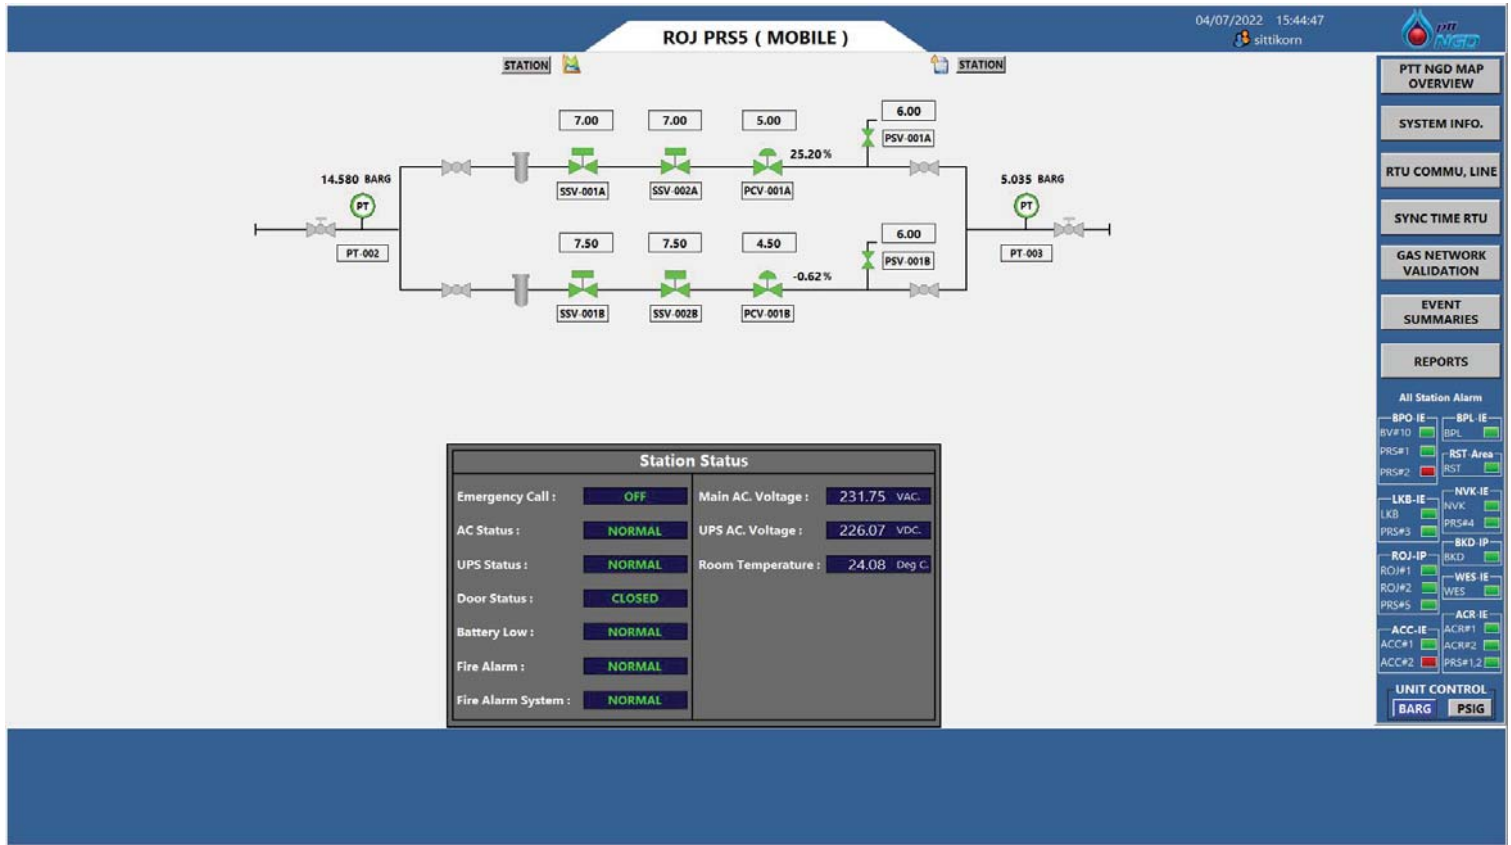 ROJ PRS5 ( MOBILE )
04/07/2022 15:44:47
sittikorn
ptt
NGD
STATION
STATION
PTT NGD MAP
OVERVIEW
SYSTEM INFO.
RTU COMMU, LINE
SYNC TIME RTU
GAS NETWORK
VALIDATION
EVENT
SUMMARIES
REPORTS
7.00
7.00
5.00
6.00
PSV-001A
25.20%
SSV-001A
SSV-002A
PCV-001A
14.580 BARG
PT
PT-002
5.035 BARG
PT
PT-003
7.50
7.50
4.50
6.00
PSV-001B
-0.62%
SSV-001B
SSV-002B
PCV-001B
Station Status
Emergency Call : OFF
AC Status : NORMAL
UPS Status : NORMAL
Door Status : CLOSED
Battery Low : NORMAL
Fire Alarm : NORMAL
Fire Alarm System : NORMAL
Main AC. Voltage : 231.75 VAC.
UPS AC. Voltage : 226.07 VDC.
Room Temperature : 24.08 Deg C.
All Station Alarm
BPO-IE
BV#10
PRS#1
PRS#2
BPL-IE
BPL
RST-Area
RST
LKB-IE
LKB
PRS#3
NVK-IE
NVK
PRS#4
BKD-IP
BKD
ROJ-IP
ROJ#1
ROJ#2
PRS#5
WES-IE
WES
ACC-IE
ACC#1
ACC#2
ACR-IE
ACR#1
ACR#2
PRS#1,2
UNIT CONTROL
BARG PSIG